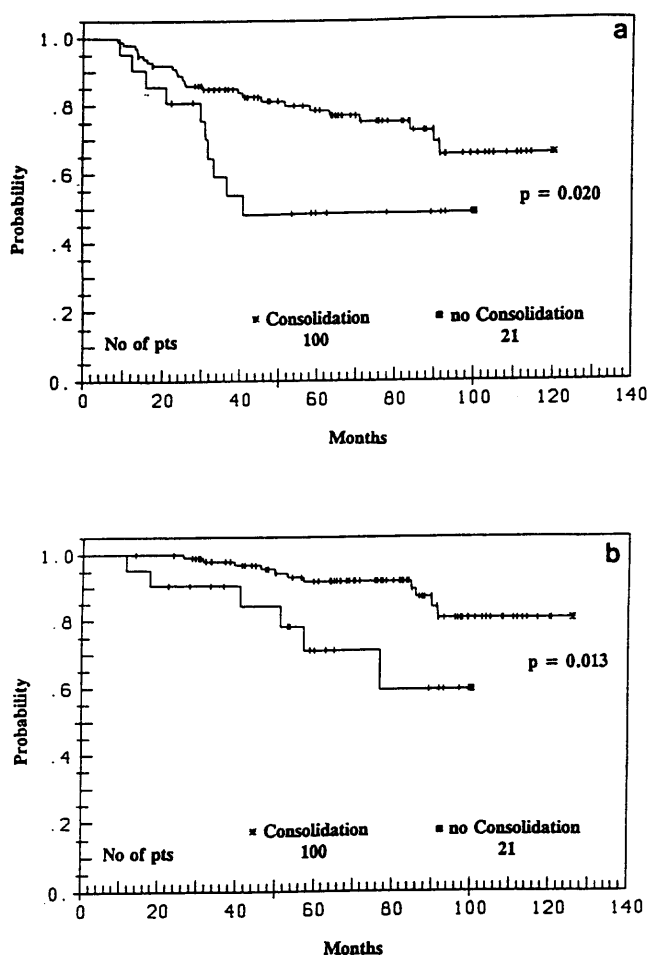 a
1.0
.8
.6
.4
.2
0.
Probability
p = 0.020
× Consolidation ■ no Consolidation
No of pts 100 21
0 20 40 60 80 100 120 140
Months
b
1.0
.8
.6
.4
.2
0.
Probability
p = 0.013
× Consolidation ■ no Consolidation
No of pts 100 21
0 20 40 60 80 100 120 140
Months